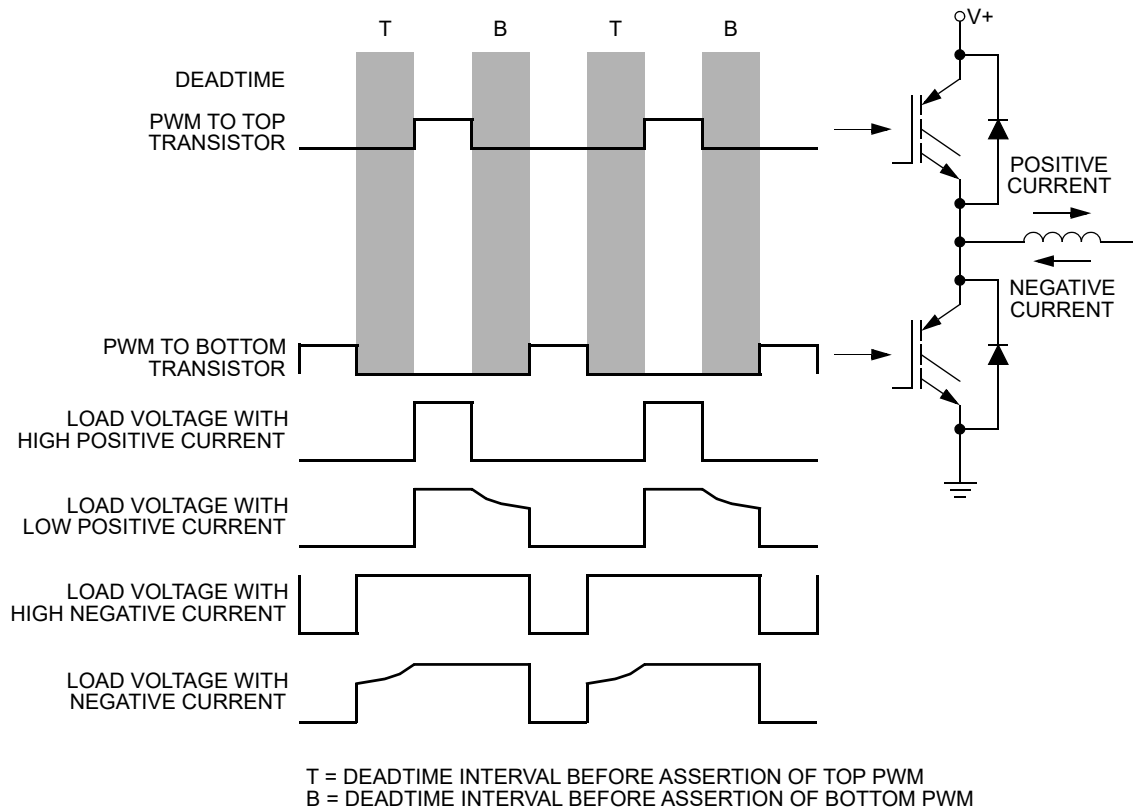 T
B
T
B
V+
DEADTIME
PWM TO TOP
TRANSISTOR
POSITIVE
CURRENT
NEGATIVE
CURRENT
PWM TO BOTTOM
TRANSISTOR
LOAD VOLTAGE WITH
HIGH POSITIVE CURRENT
LOAD VOLTAGE WITH
LOW POSITIVE CURRENT
LOAD VOLTAGE WITH
HIGH NEGATIVE CURRENT
LOAD VOLTAGE WITH
NEGATIVE CURRENT
T = DEADTIME INTERVAL BEFORE ASSERTION OF TOP PWM
B = DEADTIME INTERVAL BEFORE ASSERTION OF BOTTOM PWM